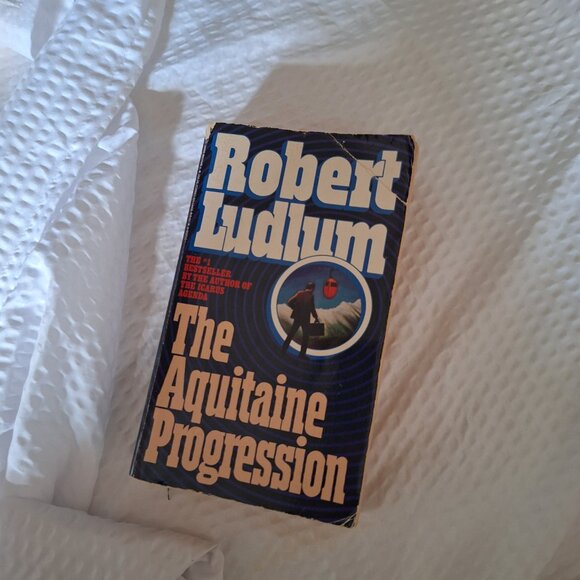 Robert
Ludlum
THE #1
BESTSELLER
BY THE AUTHOR OF
THE ICARUS
AGENDA
The
Aquitaine
Progression